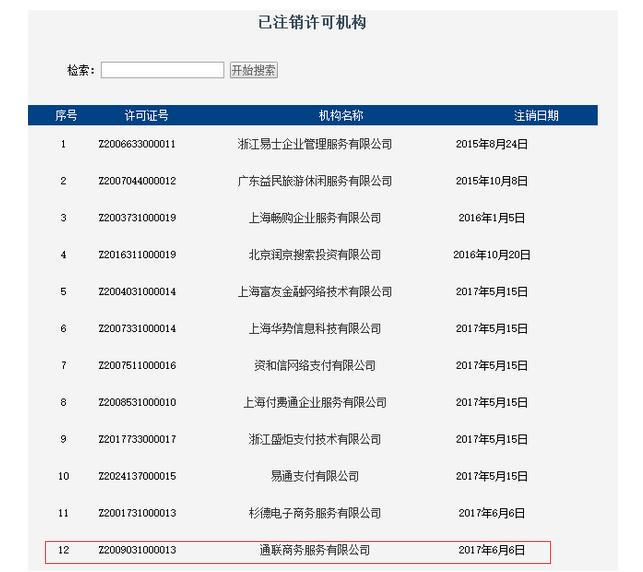 已注销许可机构
检索： 开始搜索
序号 许可证号 机构名称 注销日期
1 Z2006633000011 浙江易士企业管理服务有限公司 2015年8月24日
2 Z2007044000012 广东益民旅游休闲服务有限公司 2015年10月8日
3 Z2003731000019 上海畅购企业服务有限公司 2016年1月5日
4 Z2016311000019 北京润京搜索投资有限公司 2016年10月20日
5 Z2004031000014 上海富友金融网络技术有限公司 2017年5月15日
6 Z2007331000014 上海华势信息科技有限公司 2017年5月15日
7 Z2007511000016 资和信网络支付有限公司 2017年5月15日
8 Z2008531000010 上海付费通企业服务有限公司 2017年5月15日
9 Z2017733000017 浙江盛炬支付技术有限公司 2017年5月15日
10 Z2024137000015 易通支付有限公司 2017年5月15日
11 Z2001731000013 杉德电子商务服务有限公司 2017年6月6日
12 Z2009031000013 通联商务服务有限公司 2017年6月6日